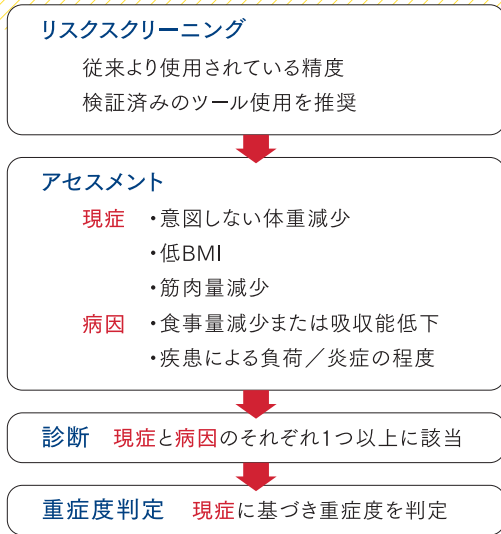 リスクスクリーニング
従来より使用されている精度
検証済みのツール使用を推奨
アセスメント
現症 ・意図しない体重減少
・低BMI
・筋肉量減少
病因 ・食事量減少または吸収能低下
・疾患による負荷／炎症の程度
診断 現症と病因のそれぞれ1つ以上に該当
重症度判定 現症に基づき重症度を判定